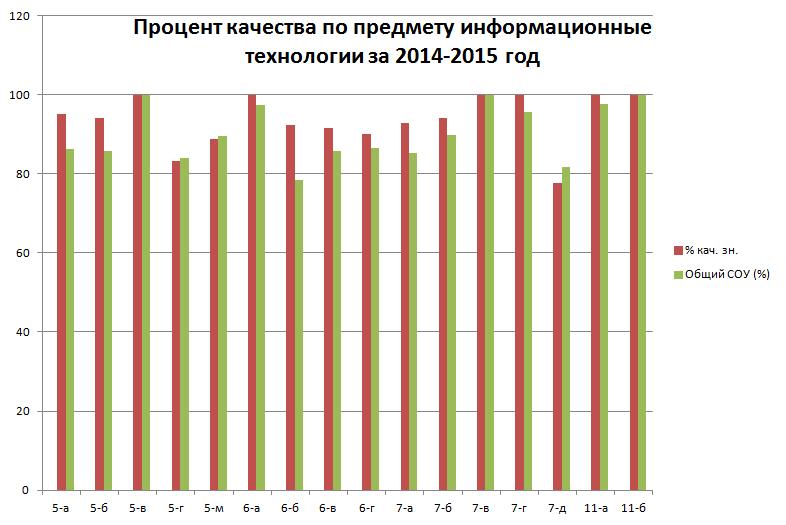 Процент качества по предмету информационные
технологии за 2014-2015 год
120
100
80
60
40
20
0
5-а 5-б 5-в 5-г 5-м 6-а 6-б 6-в 6-г 7-а 7-б 7-в 7-г 7-д 11-а 11-б
% кач. зн.
Общий СОУ (%)